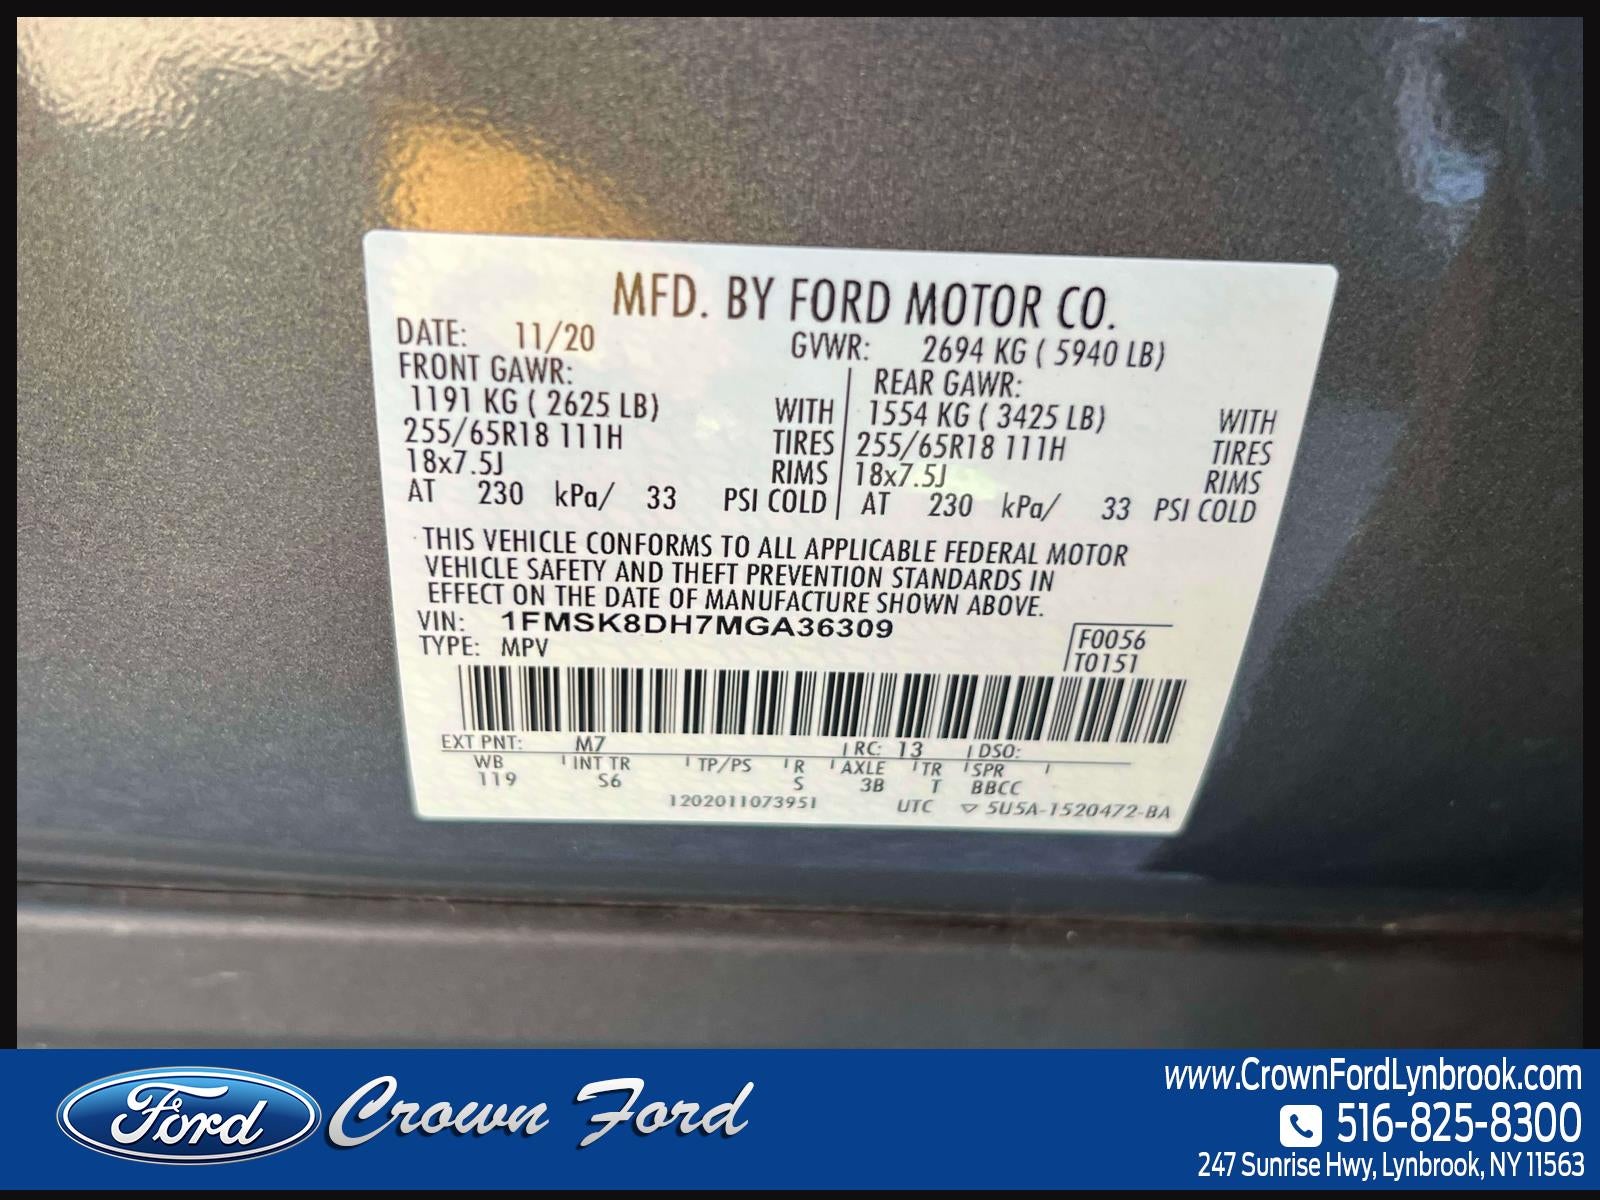 MFD. BY FORD MOTOR CO.
DATE: 11/20 GVWR: 2694 KG ( 5940 LB)
FRONT GAWR: REAR GAWR:
1191 KG ( 2625 LB) WITH 1554 KG ( 3425 LB) WITH
255/65R18 111H TIRES 255/65R18 111H TIRES
18x7.5J RIMS 18x7.5J RIMS
AT 230 kPa/ 33 PSI COLD AT 230 kPa/ 33 PSI COLD
THIS VEHICLE CONFORMS TO ALL APPLICABLE FEDERAL MOTOR
VEHICLE SAFETY AND THEFT PREVENTION STANDARDS IN
EFFECT ON THE DATE OF MANUFACTURE SHOWN ABOVE.
VIN: 1FMSK8DH7MGA36309
TYPE: MPV
F0056
T0151
EXT PNT: M7 RC: 13 DSO:
WB INT TR TP/PS R AXLE TR SPR
119 S6 S 3B T BBCC
1202011073951 UTC ▽ 5U5A-1520472-BA
Ford Crown Ford
www.CrownFordLynbrook.com
516-825-8300
247 Sunrise Hwy, Lynbrook, NY 11563